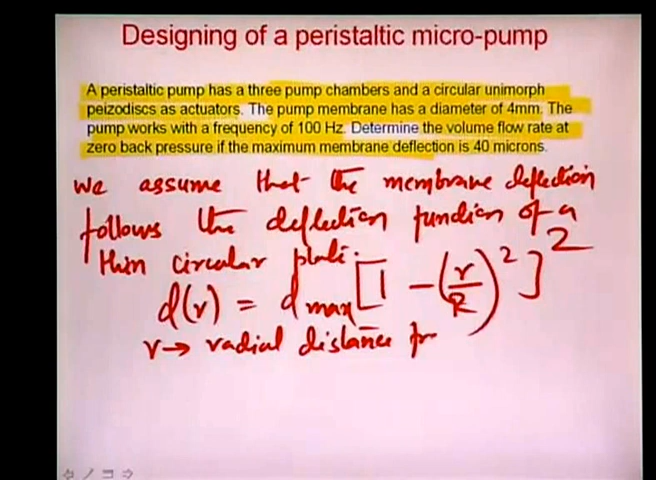 Designing of a peristaltic micro-pump
A peristaltic pump has a three pump chambers and a circular unimorph
peizodiscs as actuators. The pump membrane has a diameter of 4mm. The
pump works with a frequency of 100 Hz. Determine the volume flow rate at
zero back pressure if the maximum membrane deflection is 40 microns.
we assume that the membrane deflection
follows the deflection function of a
thin circular plate.
d(r) = d max [1 - (r/R)^2]^2
r → radial distance fr